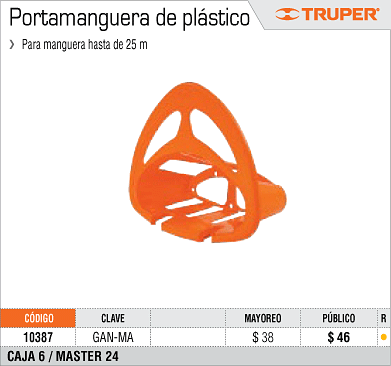 Portamanguera de plástico
TRUPER®
❯ Para manguera hasta de 25 m
CÓDIGO CLAVE MAYOREO PÚBLICO R
10387 GAN-MA $ 38 $ 46 ●
CAJA 6 / MASTER 24